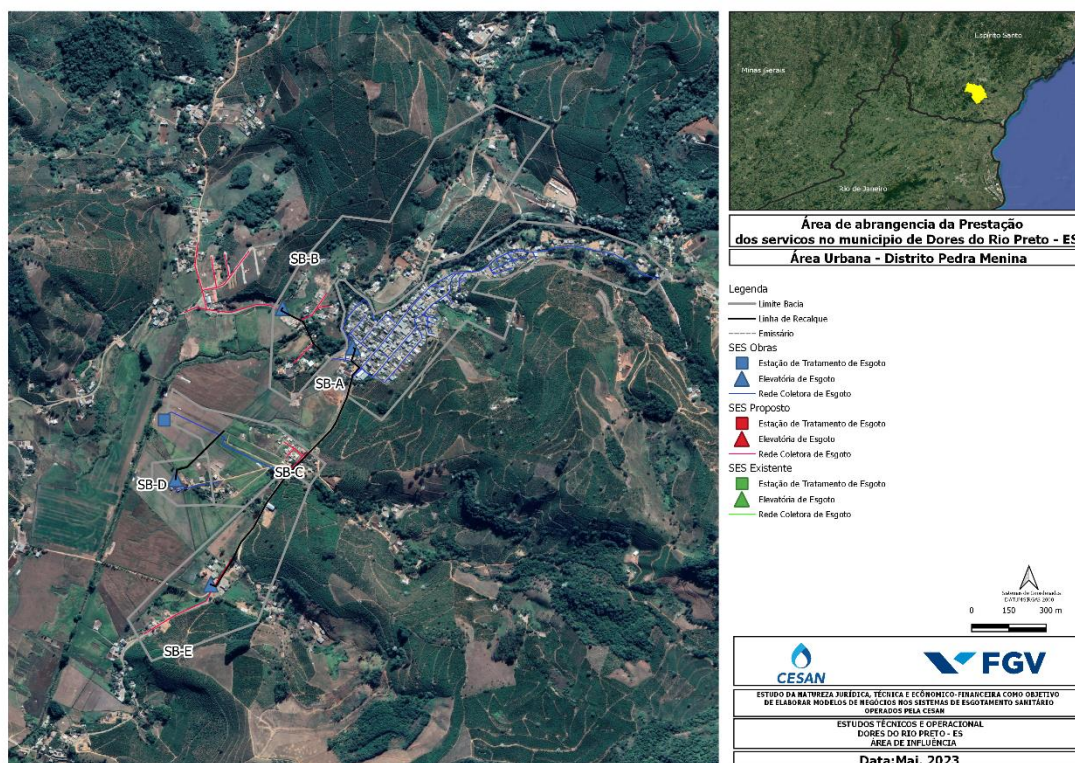 SB-B
SB-A
SB-C
SB-D
SB-E
Espírito Santo
Minas Gerais
Rio de Janeiro
Área de abrangencia da Prestação
dos servicos no municipio de Dores do Rio Preto - ES
Área Urbana - Distrito Pedra Menina
Legenda
Limite Bacia
Linha de Recalque
Emissário
SES Obras
Estação de Tratamento de Esgoto
Elevatória de Esgoto
Rede Coletora de Esgoto
SES Proposto
Estação de Tratamento de Esgoto
Elevatória de Esgoto
Rede Coletora de Esgoto
SES Existente
Estação de Tratamento de Esgoto
Elevatória de Esgoto
Rede Coletora de Esgoto
Sistema de Coordenadas
0 150 300 m
CESAN
FGV
ESTUDO DA NATUREZA JURÍDICA, TÉCNICA E ECÔNOMICO-FINANCEIRA COMO OBJETIVO
DE ELABORAR MODELOS DE NEGÓCIOS NOS SISTEMAS DE ESGOTAMENTO SANITÁRIO
OPERADOS PELA CESAN
ESTUDOS TÉCNICOS E OPERACIONAL
DORES DO RIO PRETO - ES
ÁREA DE INFLUÊNCIA
Data:Mai, 2023